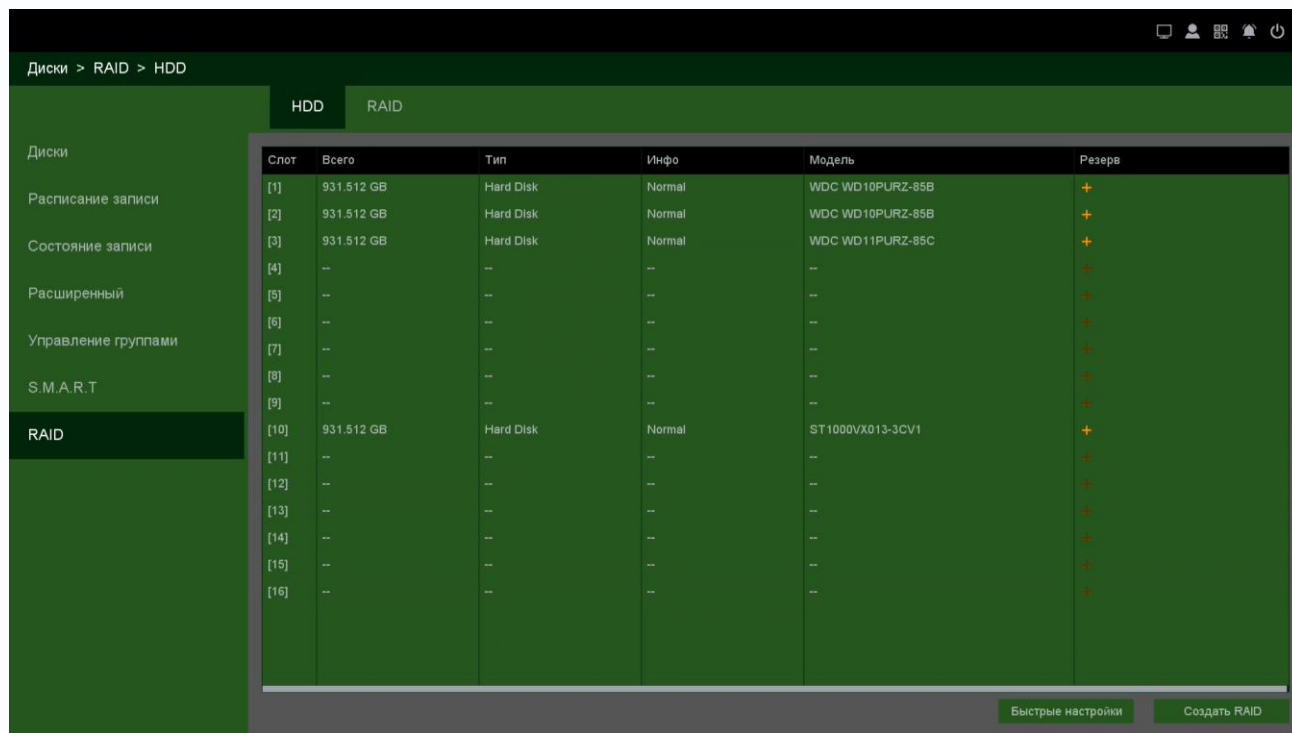 Диски > RAID > HDD
HDD RAID
Диски
Расписание записи
Состояние записи
Расширенный
Управление группами
S.M.A.R.T
RAID
Слот Всего Тип Инфо Модель Резерв
[1] 931.512 GB Hard Disk Normal WDC WD10PURZ-85B +
[2] 931.512 GB Hard Disk Normal WDC WD10PURZ-85B +
[3] 931.512 GB Hard Disk Normal WDC WD11PURZ-85C +
[4] -- -- -- -- +
[5] -- -- -- -- +
[6] -- -- -- -- +
[7] -- -- -- -- +
[8] -- -- -- -- +
[9] -- -- -- -- +
[10] 931.512 GB Hard Disk Normal ST1000VX013-3CV1 +
[11] -- -- -- -- +
[12] -- -- -- -- +
[13] -- -- -- -- +
[14] -- -- -- -- +
[15] -- -- -- -- +
[16] -- -- -- -- +
Быстрые настройки Создать RAID